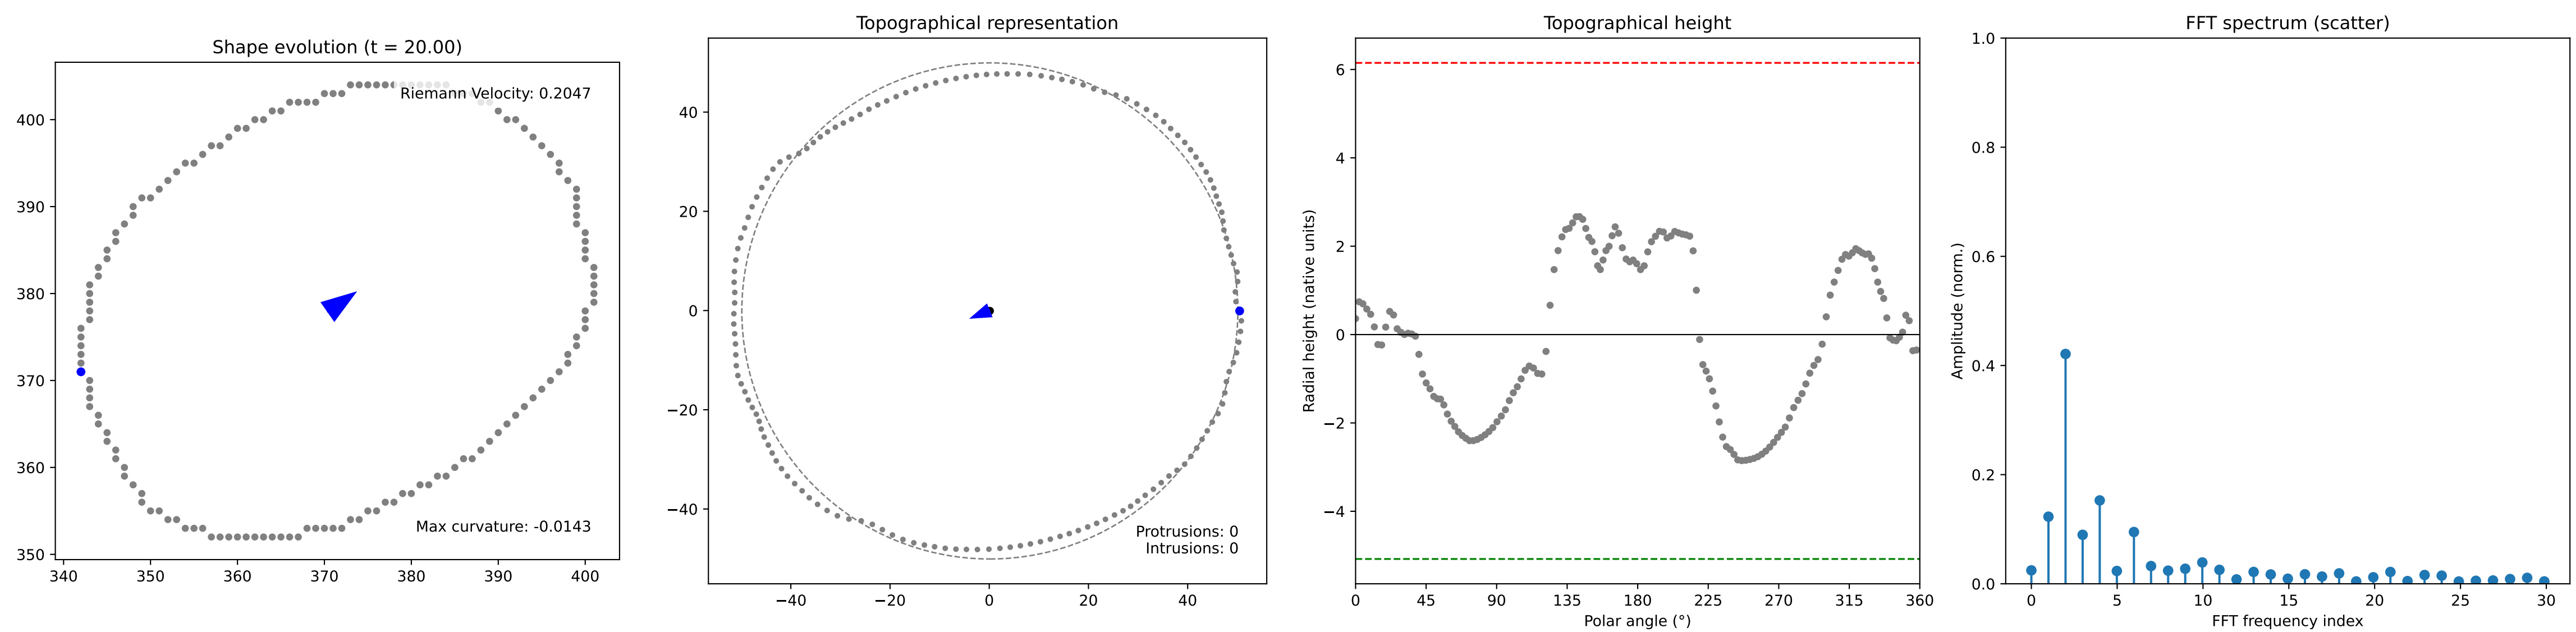 Shape evolution (t = 20.00)
Riemann Velocity: 0.2047
Max curvature: -0.0143
400
390
380
370
360
350
340 350 360 370 380 390 400
Topographical representation
40
20
0
−20
−40
−40 −20 0 20 40
Protrusions: 0
Intrusions: 0
Topographical height
Radial height (native units)
6
4
2
0
−2
−4
0 45 90 135 180 225 270 315 360
Polar angle (°)
FFT spectrum (scatter)
Amplitude (norm.)
1.0
0.8
0.6
0.4
0.2
0.0
0 5 10 15 20 25 30
FFT frequency index